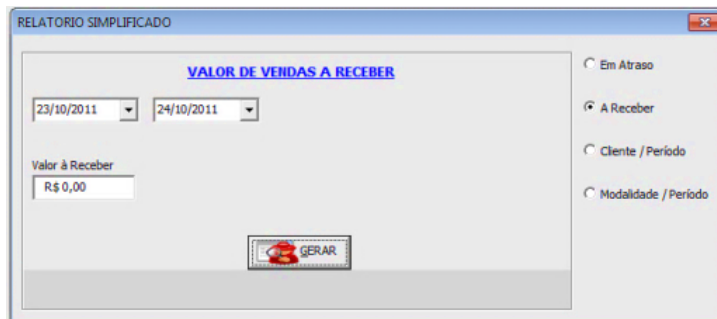 RELATORIO SIMPLIFICADO
VALOR DE VENDAS A RECEBER
23/10/2011 24/10/2011
Valor à Receber
R$ 0,00
GERAR
Em Atraso
A Receber
Cliente / Período
Modalidade / Período